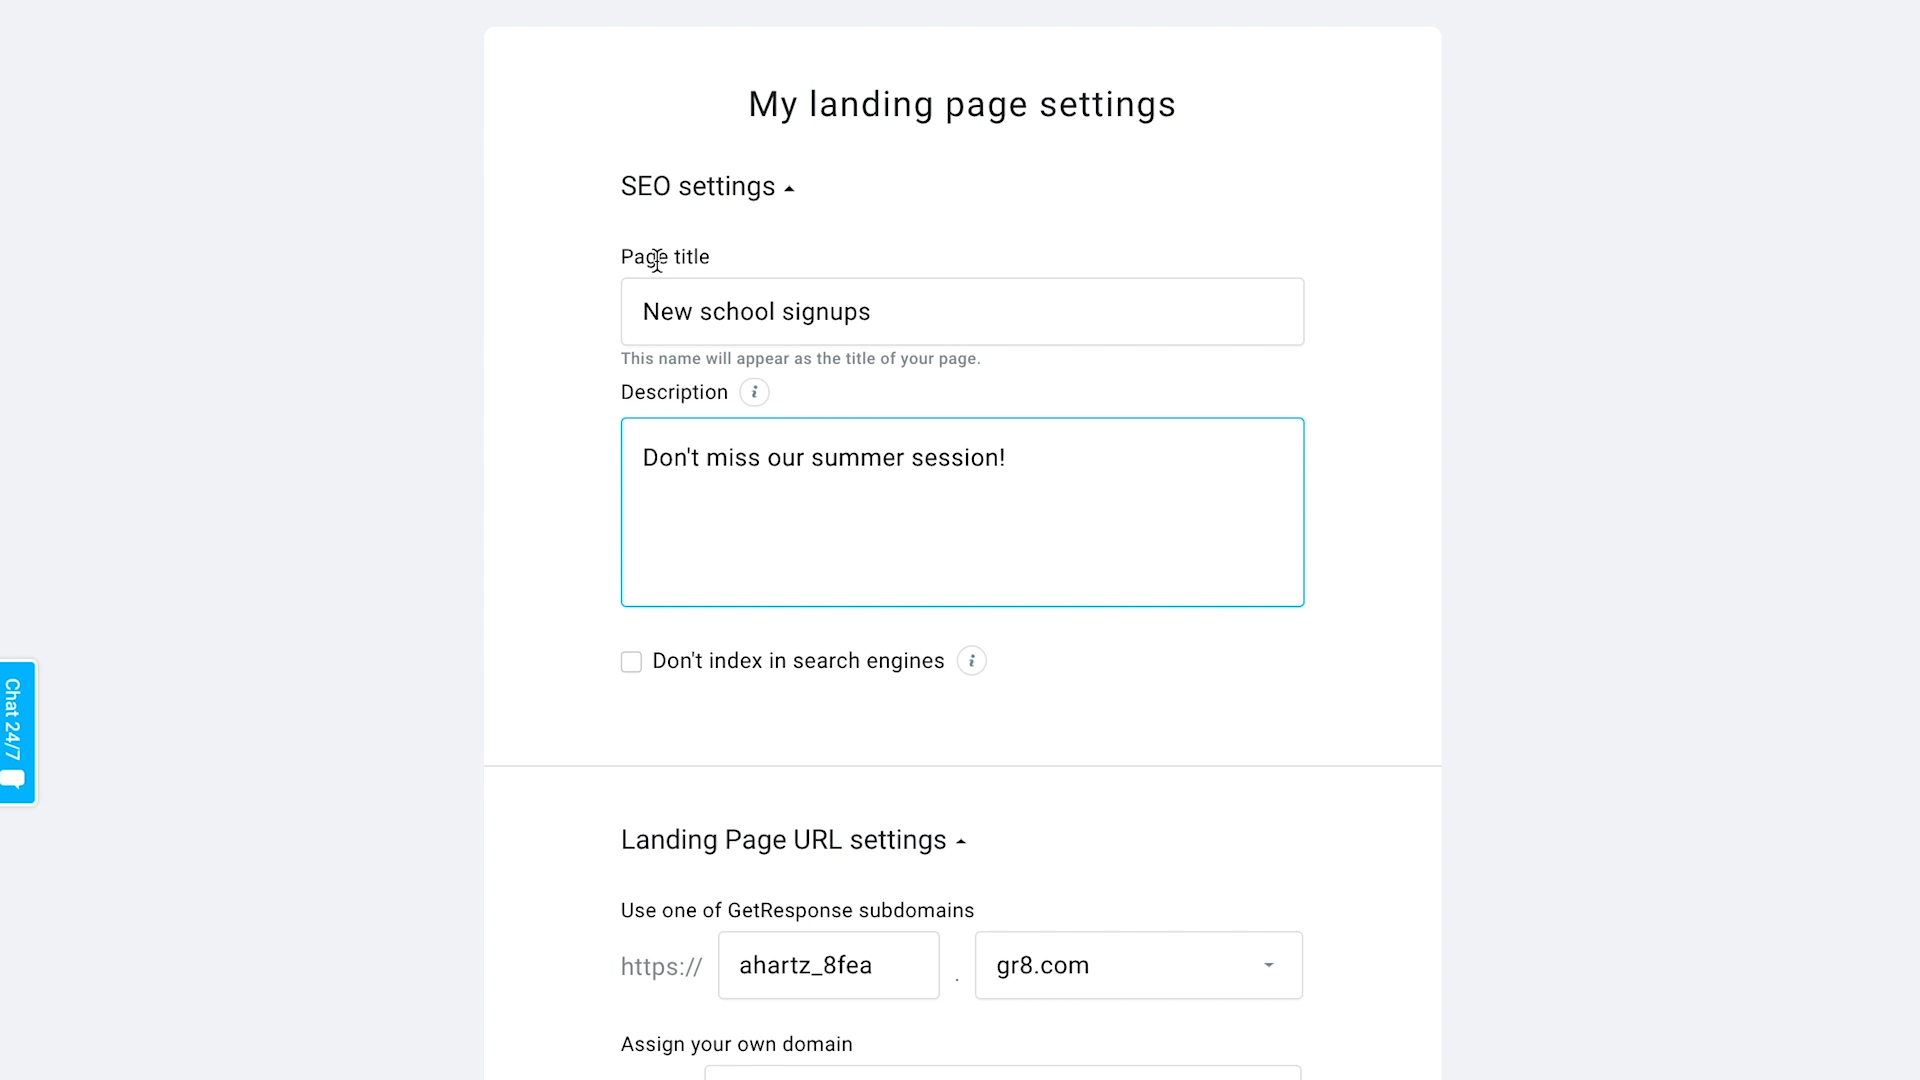 My landing page settings
SEO settings
Page title
New school signups
This name will appear as the title of your page.
Description i
Don't miss our summer session!
Don't index in search engines i
Chat 24/7
Landing Page URL settings
Use one of GetResponse subdomains
https:// ahartz_8fea . gr8.com
Assign your own domain